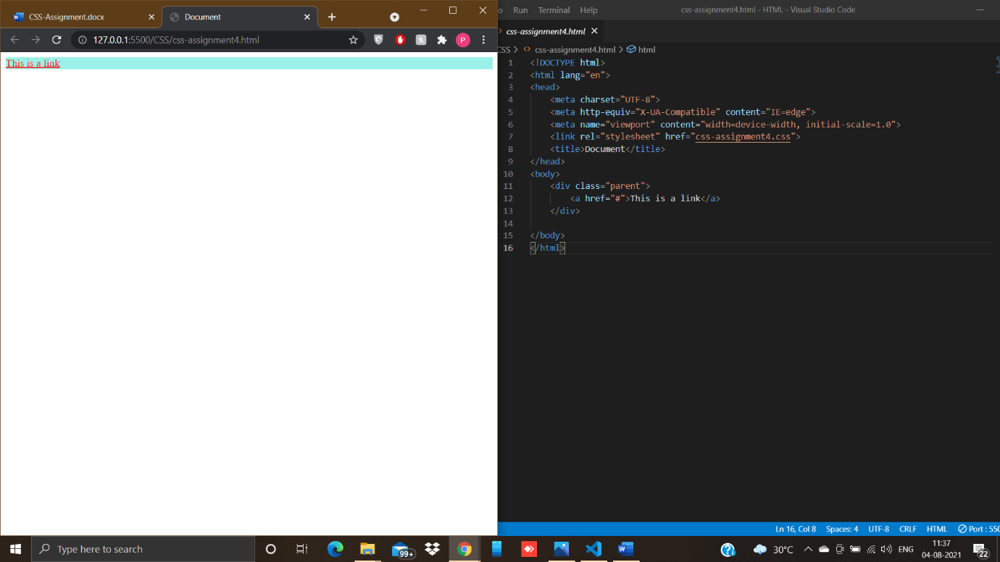 CSS-Assignment.docx
Document
127.0.0.1:5500/CSS/css-assignment4.html
P
This is a link
Run Terminal Help
css-assignment4.html - HTML - Visual Studio Code
css-assignment4.html
CSS > css-assignment4.html > html
1 <!DOCTYPE html>
2 <html lang="en">
3 <head>
4 <meta charset="UTF-8">
5 <meta http-equiv="X-UA-Compatible" content="IE=edge">
6 <meta name="viewport" content="width=device-width, initial-scale=1.0">
7 <link rel="stylesheet" href="css-assignment4.css">
8 <title>Document</title>
9 </head>
10 <body>
11 <div class="parent">
12 <a href="#">This is a link</a>
13 </div>
14
15 </body>
16 </html>
Ln 16, Col 8 Spaces: 4 UTF-8 CRLF HTML Port : 550
Type here to search
99+
30°C
ENG
11:37
04-08-2021
22